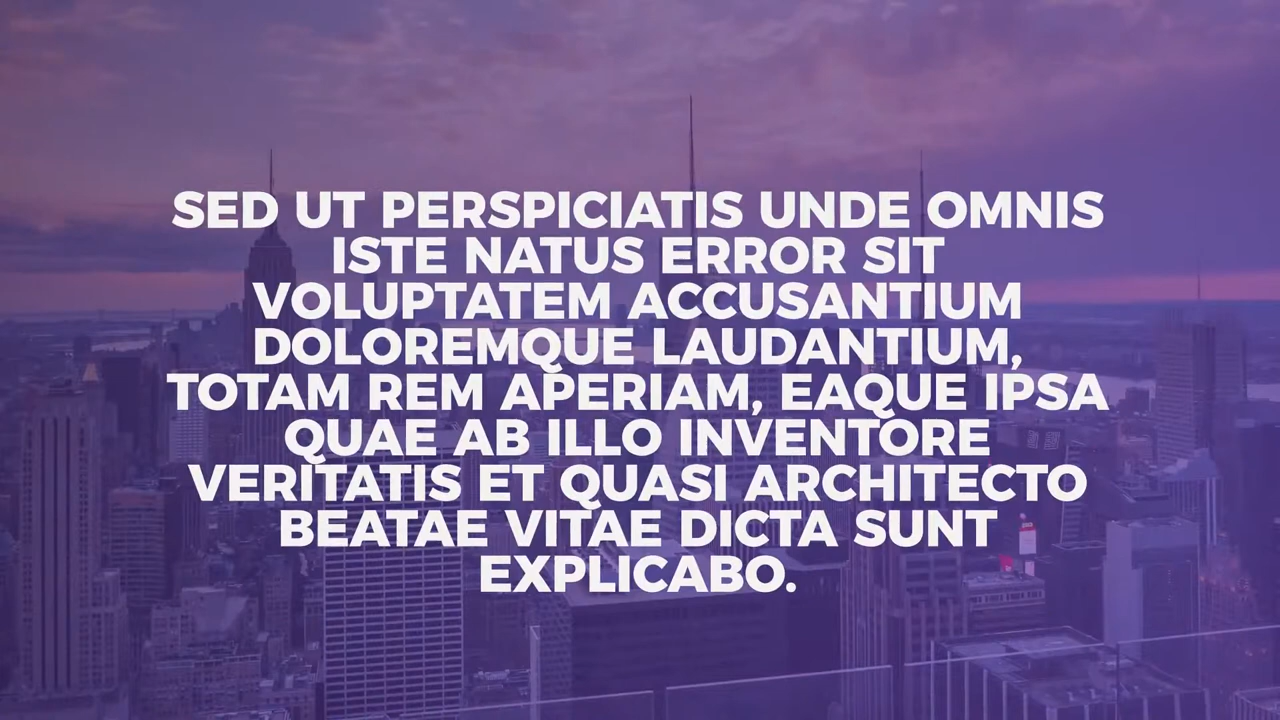 SED UT PERSPICIATIS UNDE OMNIS
ISTE NATUS ERROR SIT
VOLUPTATEM ACCUSANTIUM
DOLOREMQUE LAUDANTIUM,
TOTAM REM APERIAM, EAQUE IPSA
QUAE AB ILLO INVENTORE
VERITATIS ET QUASI ARCHITECTO
BEATAE VITAE DICTA SUNT
EXPLICABO.